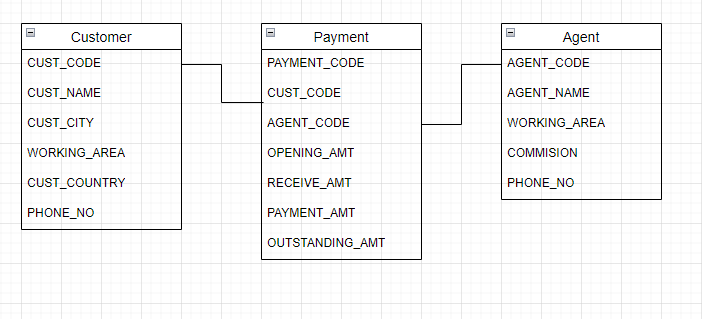 Customer
CUST_CODE
CUST_NAME
CUST_CITY
WORKING_AREA
CUST_COUNTRY
PHONE_NO
Payment
PAYMENT_CODE
CUST_CODE
AGENT_CODE
OPENING_AMT
RECEIVE_AMT
PAYMENT_AMT
OUTSTANDING_AMT
Agent
AGENT_CODE
AGENT_NAME
WORKING_AREA
COMMISION
PHONE_NO